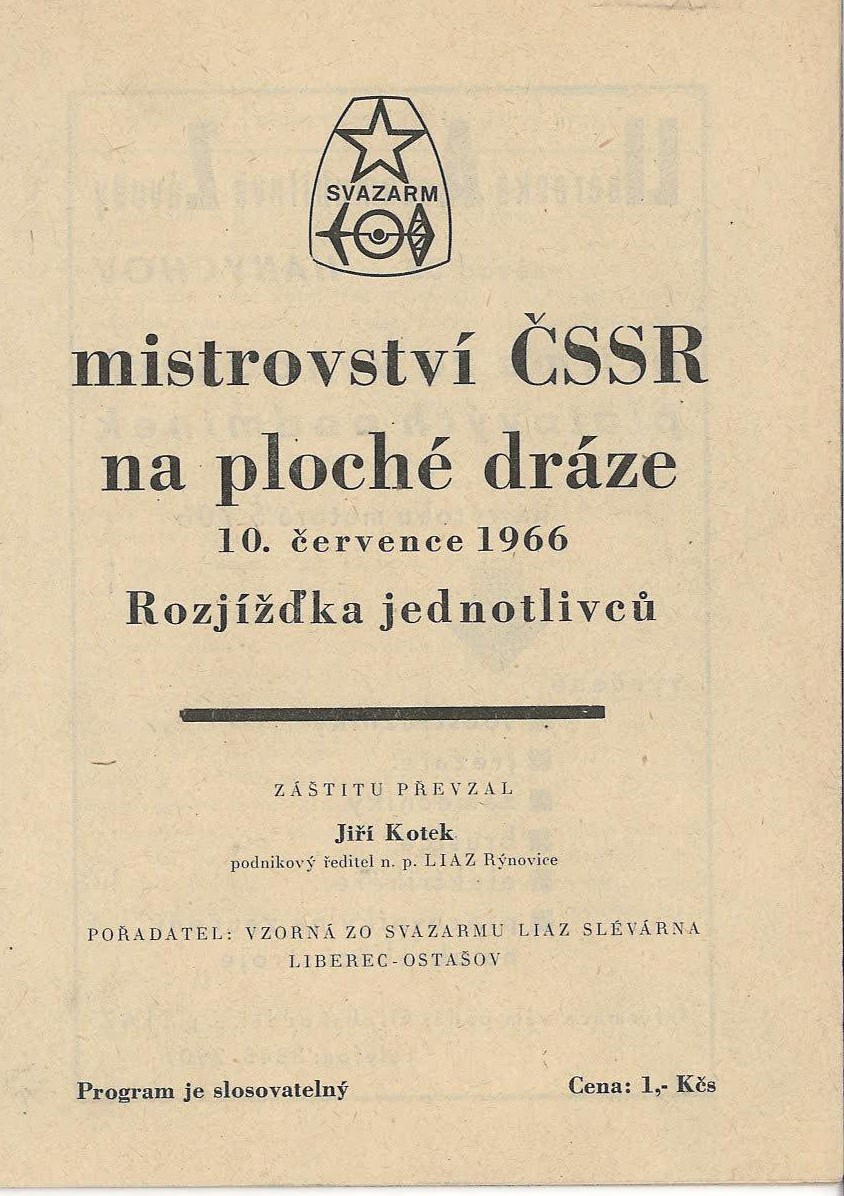 SVAZARM
mistrovství ČSSR
na ploché dráze
10. července 1966
Rozjížďka jednotlivců
ZÁŠTITU PŘEVZAL
Jiří Kotek
podnikový ředitel n. p. LIAZ Rýnovice
POŘADATEL: VZORNÁ ZO SVAZARMU LIAZ SLÉVÁRNA
LIBEREC-OSTAŠOV
Program je slosovatelný
Cena: 1,- Kčs